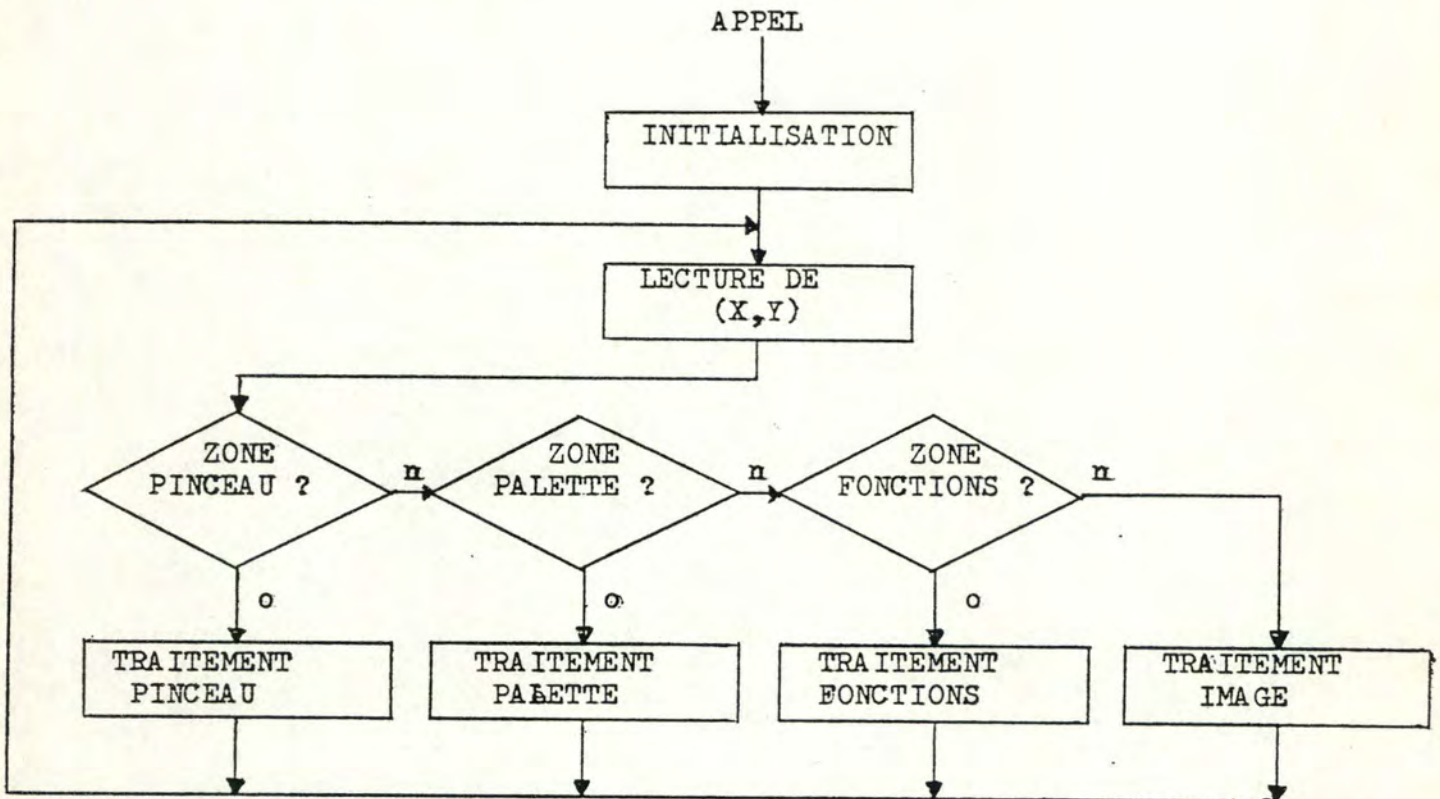 APPEL
INITIALISATION
LECTURE DE
(X,Y)
ZONE
PINCEAU ?
n
ZONE
PALETTE ?
n
ZONE
FONCTIONS ?
n
o
o
o
TRAITEMENT
PINCEAU
TRAITEMENT
PALETTE
TRAITEMENT
FONCTIONS
TRAITEMENT
IMAGE